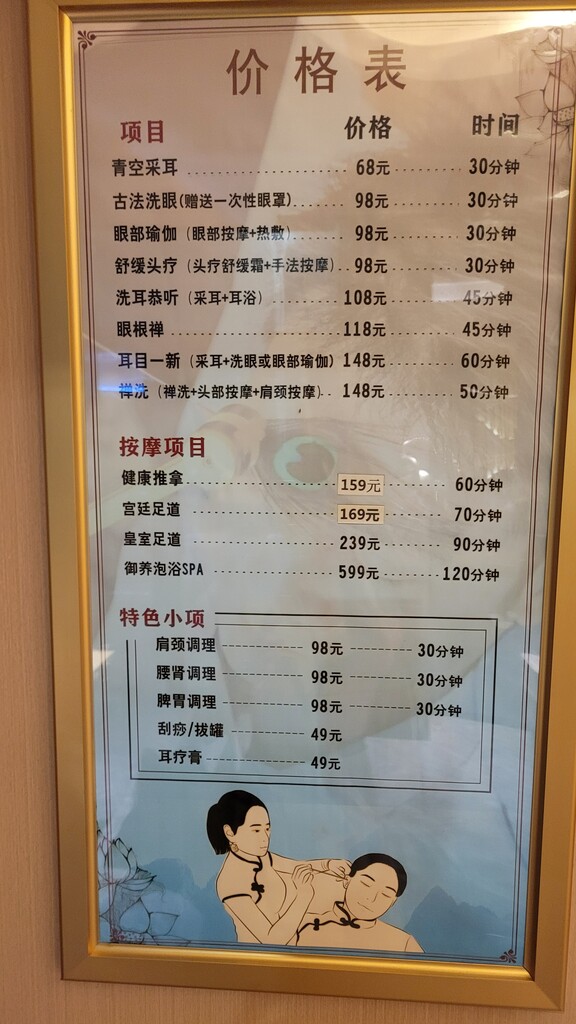 价格表
项目 价格 时间
青空采耳 68元 30分钟
古法洗眼(赠送一次性眼罩) 98元 30分钟
眼部瑜伽（眼部按摩+热敷） 98元 30分钟
舒缓头疗（头疗舒缓霜+手法按摩） 98元 30分钟
洗耳恭听（采耳+耳浴） 108元 45分钟
眼根禅 118元 45分钟
耳目一新（采耳+洗眼或眼部瑜伽） 148元 60分钟
禅洗（禅洗+头部按摩+肩颈按摩） 148元 50分钟
按摩项目
健康推拿 159元 60分钟
宫廷足道 169元 70分钟
皇室足道 239元 90分钟
御养泡浴SPA 599元 120分钟
特色小项
肩颈调理 98元 30分钟
腰肾调理 98元 30分钟
脾胃调理 98元 30分钟
刮痧/拔罐 49元
耳疗膏 49元